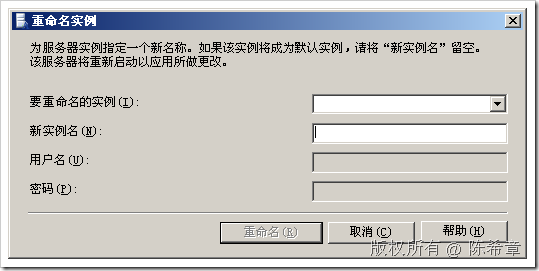 重命名实例
为服务器实例指定一个新名称。如果该实例将成为默认实例，请将“新实例名”留空。
该服务器将重新启动以应用所做更改。
要重命名的实例(I):
新实例名(N):
用户名(U):
密码(P):
重命名(R) 取消(C) 帮助(H)
版权所有 @ 陈希章